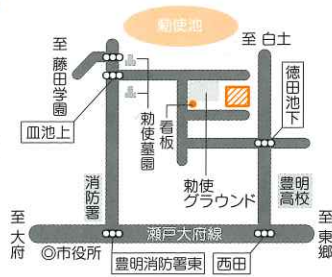 勅使池
至 藤田学園
至 白土
皿池上
勅使墓園
看板
徳田池下
勅使
グラウンド
消防署
豊明
高校
至 大府
瀬戸大府線
至 東郷
◎市役所
豊明消防署東
西田